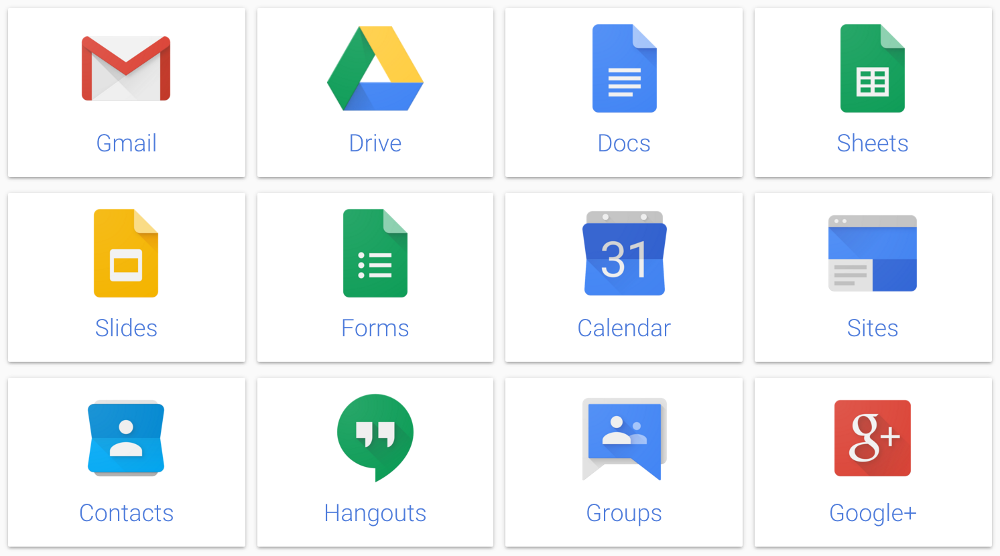 Gmail
Drive
Docs
Sheets
Slides
Forms
31
Calendar
Sites
Contacts
Hangouts
Groups
g+
Google+